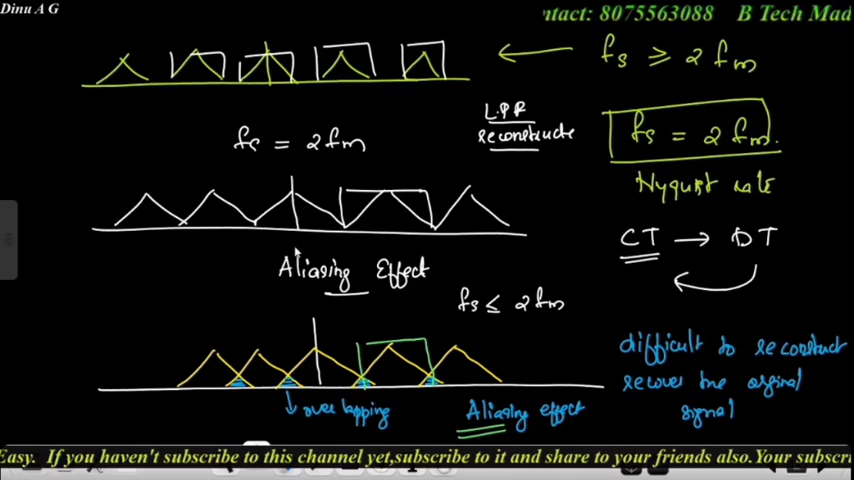 Dinu A G
ntact: 8075563088 B Tech Mad
fs ≥ 2fm
L.P.F
reconstructe
fs = 2fm
fs = 2fm.
Nyquist rate
CT → DT
Aliasing Effect
fs ≤ 2fm
difficult to reconstruct
recover the orginal
signal
↓ over lapping
Aliasing effect
Easy. If you haven't subscribe to this channel yet,subscribe to it and share to your friends also.Your subscr